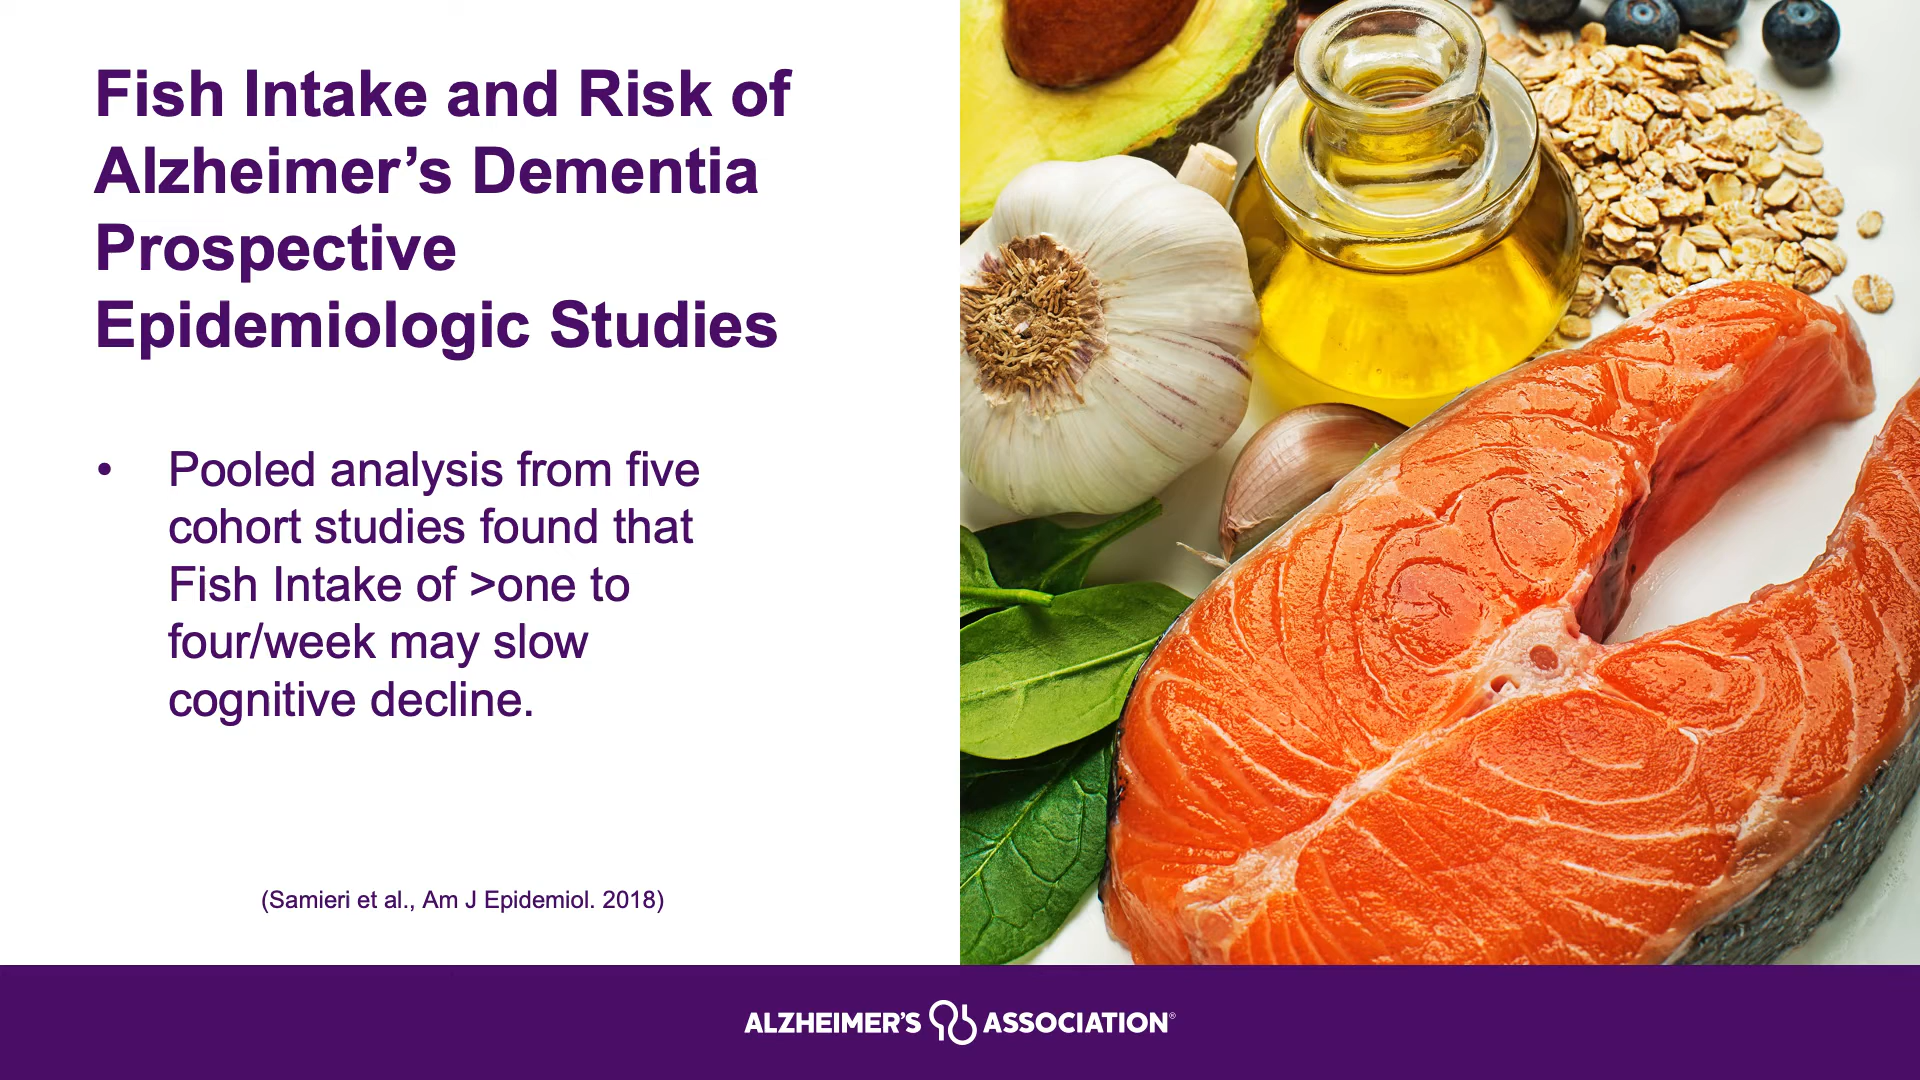 Fish Intake and Risk of
Alzheimer’s Dementia
Prospective
Epidemiologic Studies
• Pooled analysis from five
cohort studies found that
Fish Intake of >one to
four/week may slow
cognitive decline.
(Samieri et al., Am J Epidemiol. 2018)
ALZHEIMER’S ASSOCIATION®